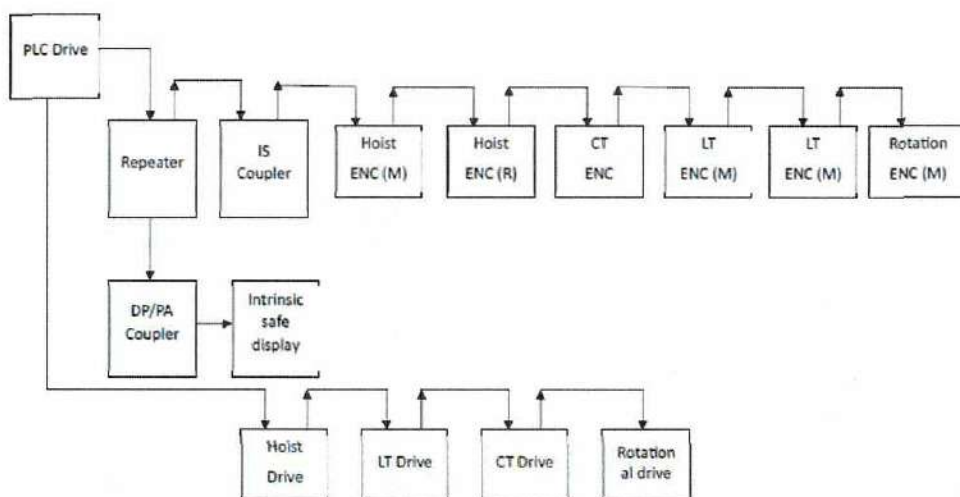 PLC Drive
Repeater
IS
Coupler
Hoist
ENC (M)
Hoist
ENC (R)
CT
ENC
LT
ENC (M)
LT
ENC (M)
Rotation
ENC (M)
DP/PA
Coupler
Intrinsic
safe
display
Hoist
Drive
LT Drive
CT Drive
Rotation
al drive